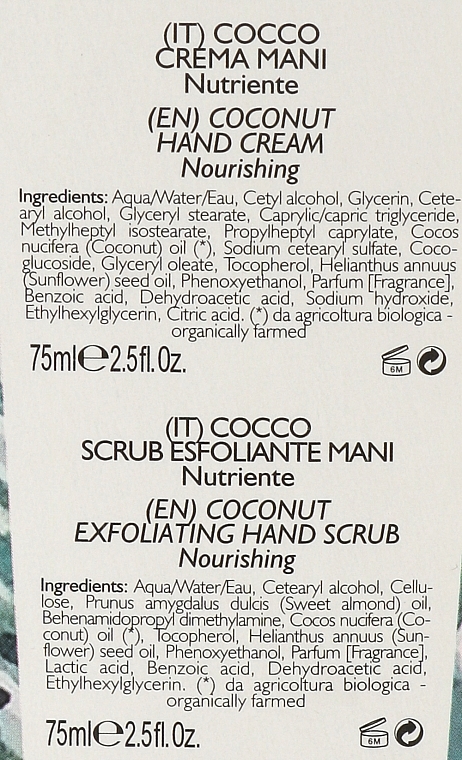 (IT) COCCO
CREMA MANI
Nutriente
(EN) COCONUT
HAND CREAM
Nourishing
Ingredients: Aqua/Water/Eau, Cetyl alcohol, Glycerin, Cete-
aryl alcohol, Glyceryl stearate, Caprylic/capric triglyceride,
Methylheptyl isostearate, Propylheptyl caprylate, Cocos
nucifera (Coconut) oil (*), Sodium cetearyl sulfate, Coco-
glucoside, Glyceryl oleate, Tocopherol, Helianthus annuus
(Sunflower) seed oil, Phenoxyethanol, Parfum [Fragrance],
Benzoic acid, Dehydroacetic acid, Sodium hydroxide,
Ethylhexylglycerin, Citric acid. (*) da agricoltura biologica -
organically farmed
75ml℮2.5fl.Oz.
6M
(IT) COCCO
SCRUB ESFOLIANTE MANI
Nutriente
(EN) COCONUT
EXFOLIATING HAND SCRUB
Nourishing
Ingredients: Aqua/Water/Eau, Cetearyl alcohol, Cellu-
lose, Prunus amygdalus dulcis (Sweet almond) oil,
Behenamidopropyl dimethylamine, Cocos nucifera (Co-
conut) oil (*), Tocopherol, Helianthus annuus (Sun-
flower) seed oil, Phenoxyethanol, Parfum [Fragrance],
Lactic acid, Benzoic acid, Dehydroacetic acid,
Ethylhexylglycerin. (*) da agricoltura biologica -
organically farmed
75ml℮2.5fl.Oz.
6M